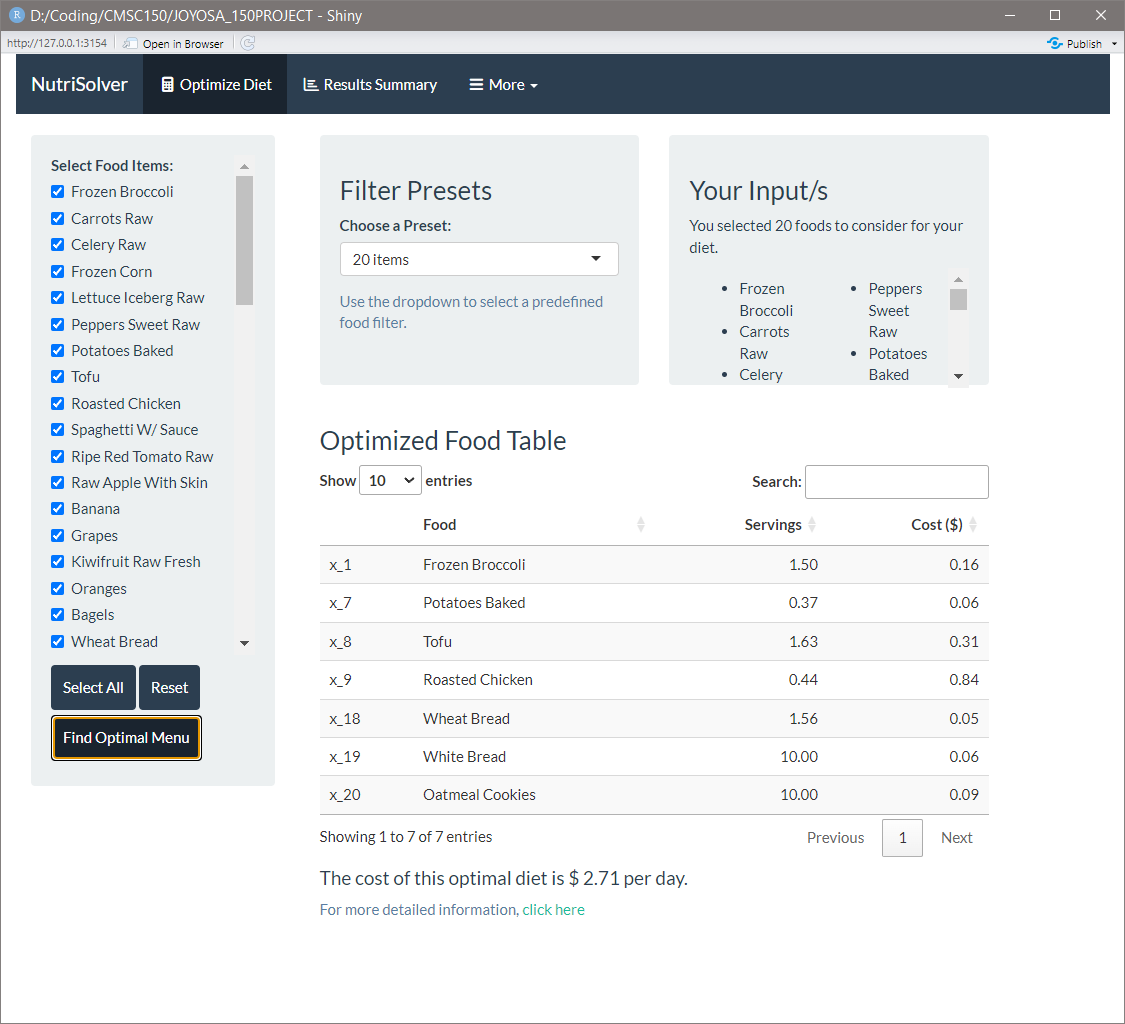 D:/Coding/CMSC150/JOYOSA_150PROJECT - Shiny
http://127.0.0.1:3154
Open in Browser
Publish
NutriSolver
Optimize Diet
Results Summary
More
Select Food Items:
Frozen Broccoli
Carrots Raw
Celery Raw
Frozen Corn
Lettuce Iceberg Raw
Peppers Sweet Raw
Potatoes Baked
Tofu
Roasted Chicken
Spaghetti W/ Sauce
Ripe Red Tomato Raw
Raw Apple With Skin
Banana
Grapes
Kiwifruit Raw Fresh
Oranges
Bagels
Wheat Bread
Select All
Reset
Find Optimal Menu
Filter Presets
Choose a Preset:
20 items
Use the dropdown to select a predefined
food filter.
Your Input/s
You selected 20 foods to consider for your
diet.
Frozen
Broccoli
Carrots
Raw
Celery
Peppers
Sweet
Raw
Potatoes
Baked
Optimized Food Table
Show 10 entries
Search:
Food Servings Cost ($)
x_1 Frozen Broccoli 1.50 0.16
x_7 Potatoes Baked 0.37 0.06
x_8 Tofu 1.63 0.31
x_9 Roasted Chicken 0.44 0.84
x_18 Wheat Bread 1.56 0.05
x_19 White Bread 10.00 0.06
x_20 Oatmeal Cookies 10.00 0.09
Showing 1 to 7 of 7 entries
Previous 1 Next
The cost of this optimal diet is $ 2.71 per day.
For more detailed information, click here